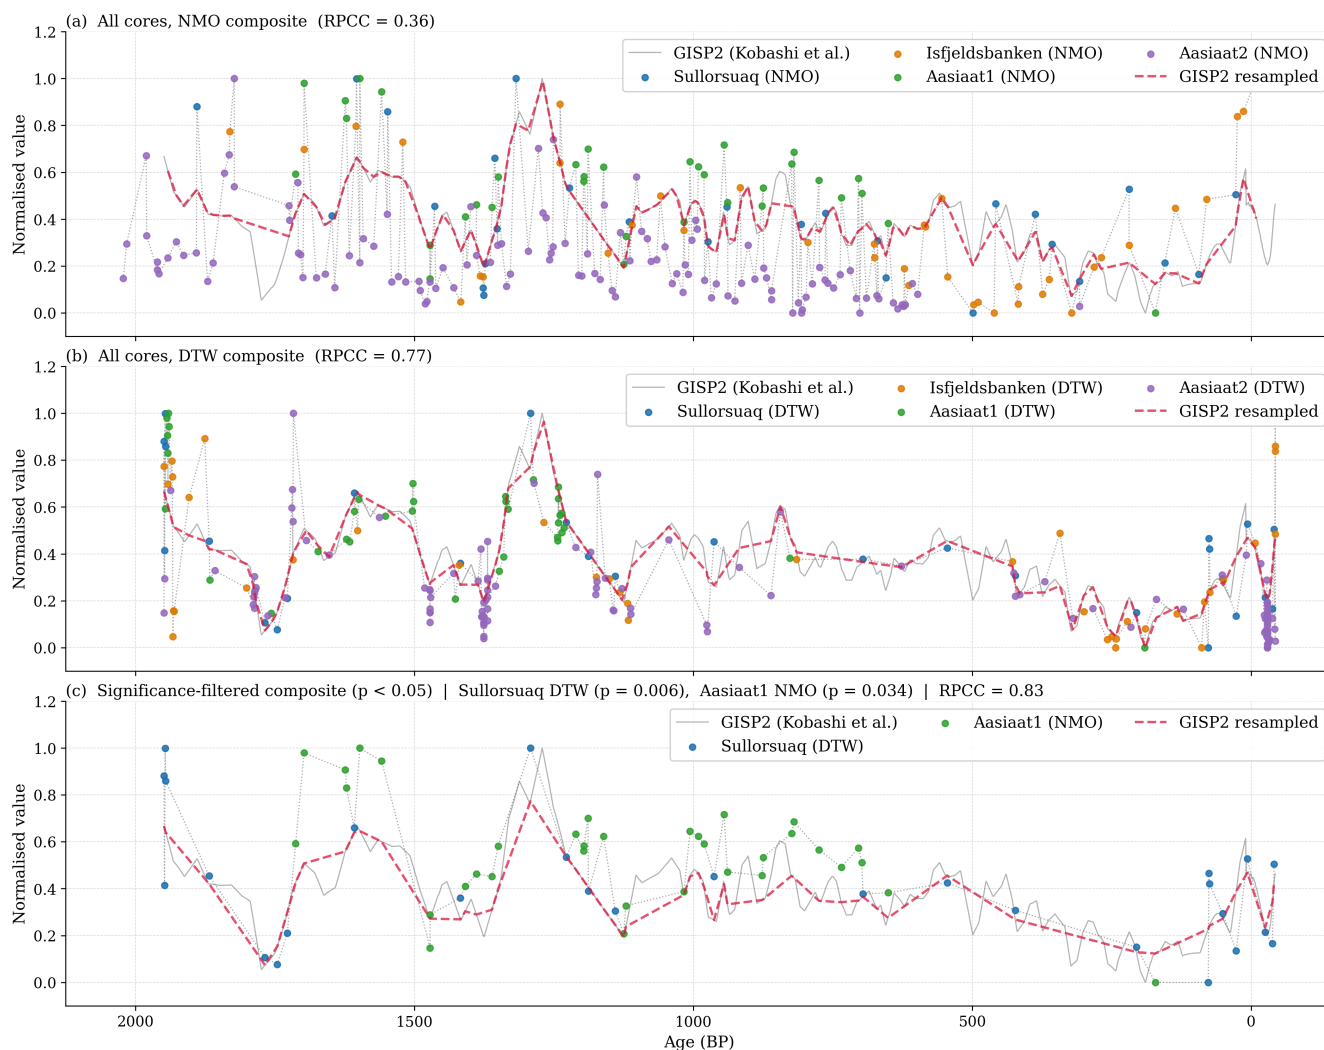 (a)  All cores, NMO composite  (RPCC = 0.36)
1.2
1.0
0.8
0.6
0.4
0.2
0.0
Normalised value
GISP2 (Kobashi et al.)
Sullorsuaq (NMO)
Isfjeldsbanken (NMO)
Aasiaat1 (NMO)
Aasiaat2 (NMO)
GISP2 resampled
(b)  All cores, DTW composite  (RPCC = 0.77)
1.2
1.0
0.8
0.6
0.4
0.2
0.0
Normalised value
GISP2 (Kobashi et al.)
Sullorsuaq (DTW)
Isfjeldsbanken (DTW)
Aasiaat1 (DTW)
Aasiaat2 (DTW)
GISP2 resampled
(c)  Significance-filtered composite (p < 0.05)  |  Sullorsuaq DTW (p = 0.006),  Aasiaat1 NMO (p = 0.034)  |  RPCC = 0.83
1.2
1.0
0.8
0.6
0.4
0.2
0.0
Normalised value
GISP2 (Kobashi et al.)
Sullorsuaq (DTW)
Aasiaat1 (NMO)
GISP2 resampled
2000 1500 1000 500 0
Age (BP)